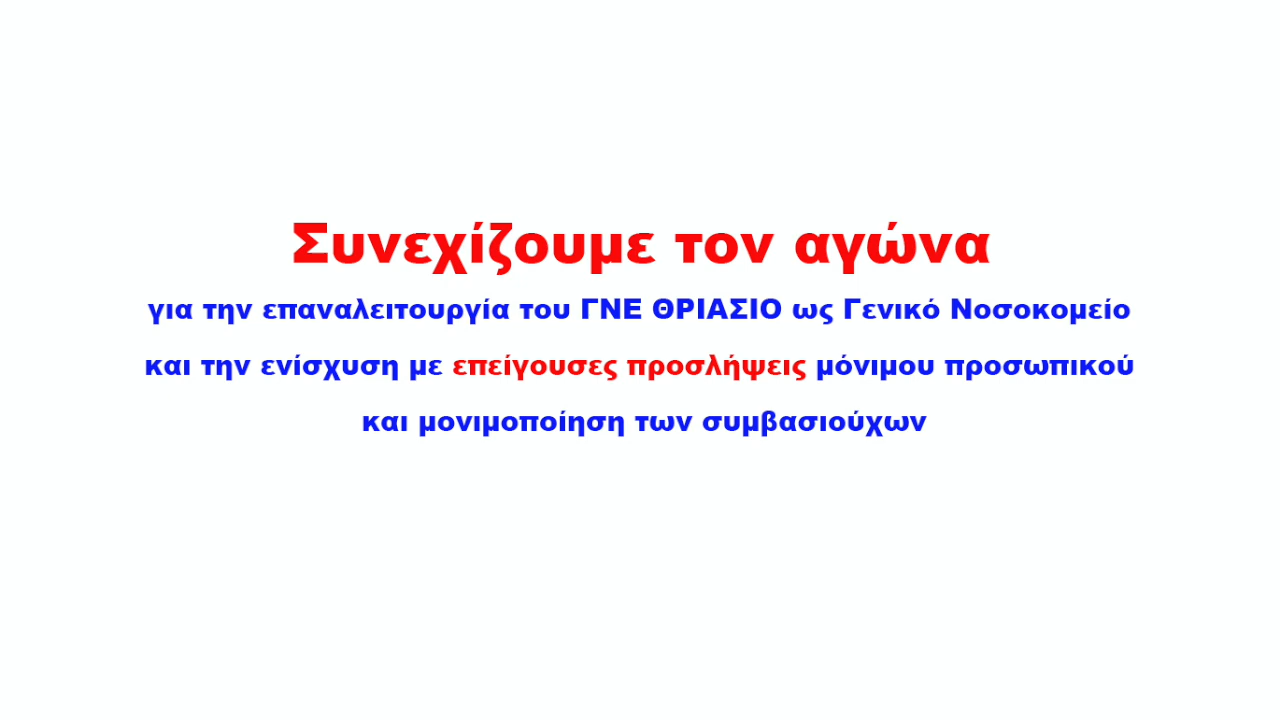 Συνεχίζουμε τον αγώνα
για την επαναλειτουργία του ΓΝΕ ΘΡΙΑΣΙΟ ως Γενικό Νοσοκομείο
και την ενίσχυση με επείγουσες προσλήψεις μόνιμου προσωπικού
και μονιμοποίηση των συμβασιούχων